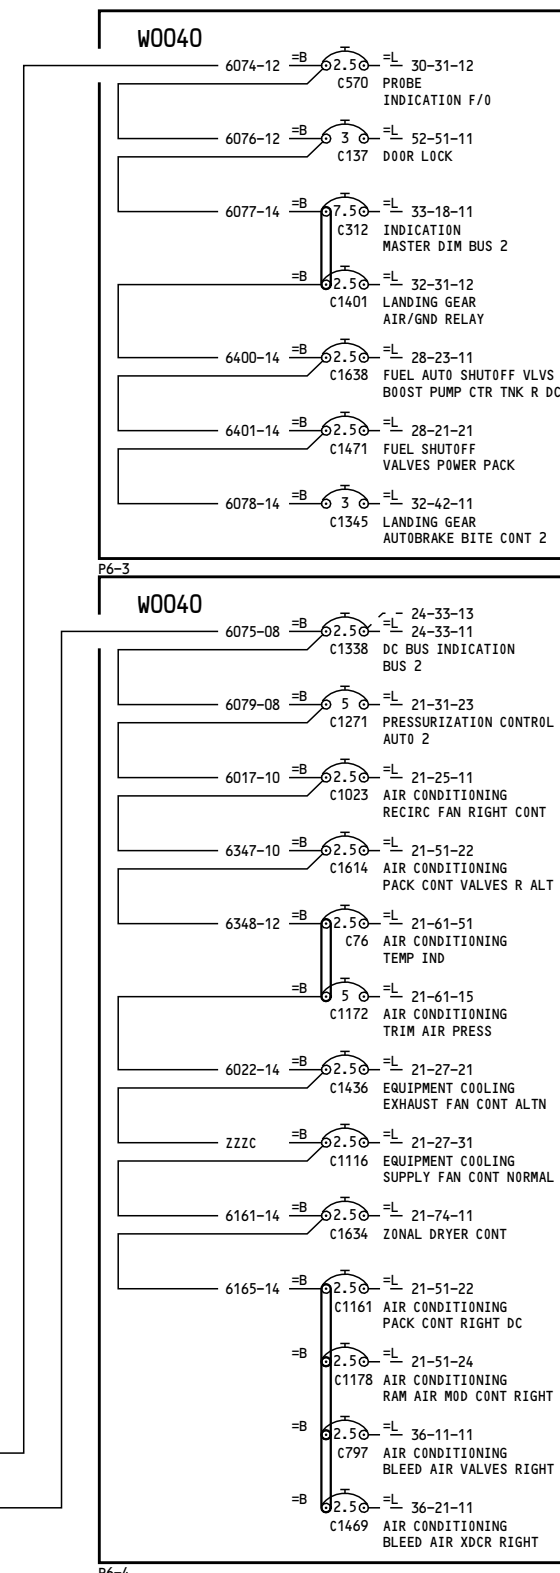 W0040
6074-12 =B 2.5 =L 30-31-12
C570 PROBE
INDICATION F/O
6076-12 =B 3 =L 52-51-11
C137 DOOR LOCK
6077-14 =B 7.5 =L 33-18-11
C312 INDICATION
MASTER DIM BUS 2
=B 2.5 =L 32-31-12
C1401 LANDING GEAR
AIR/GND RELAY
6400-14 =B 2.5 =L 28-23-11
C1638 FUEL AUTO SHUTOFF VLVS
BOOST PUMP CTR TNK R DC
6401-14 =B 2.5 =L 28-21-21
C1471 FUEL SHUTOFF
VALVES POWER PACK
6078-14 =B 3 =L 32-42-11
C1345 LANDING GEAR
AUTOBRAKE BITE CONT 2
P6-3
W0040
24-33-13
6075-08 =B 2.5 =L 24-33-11
C1338 DC BUS INDICATION
BUS 2
6079-08 =B 5 =L 21-31-23
C1271 PRESSURIZATION CONTROL
AUTO 2
6017-10 =B 2.5 =L 21-25-11
C1023 AIR CONDITIONING
RECIRC FAN RIGHT CONT
6347-10 =B 2.5 =L 21-51-22
C1614 AIR CONDITIONING
PACK CONT VALVES R ALT
6348-12 =B 2.5 =L 21-61-51
C76 AIR CONDITIONING
TEMP IND
=B 5 =L 21-61-15
C1172 AIR CONDITIONING
TRIM AIR PRESS
6022-14 =B 2.5 =L 21-27-21
C1436 EQUIPMENT COOLING
EXHAUST FAN CONT ALTN
ZZZC =B 2.5 =L 21-27-31
C1116 EQUIPMENT COOLING
SUPPLY FAN CONT NORMAL
6161-14 =B 2.5 =L 21-74-11
C1634 ZONAL DRYER CONT
6165-14 =B 2.5 =L 21-51-22
C1161 AIR CONDITIONING
PACK CONT RIGHT DC
=B 2.5 =L 21-51-24
C1178 AIR CONDITIONING
RAM AIR MOD CONT RIGHT
=B 2.5 =L 36-11-11
C797 AIR CONDITIONING
BLEED AIR VALVES RIGHT
=B 2.5 =L 36-21-11
C1469 AIR CONDITIONING
BLEED AIR XDCR RIGHT
P6-4